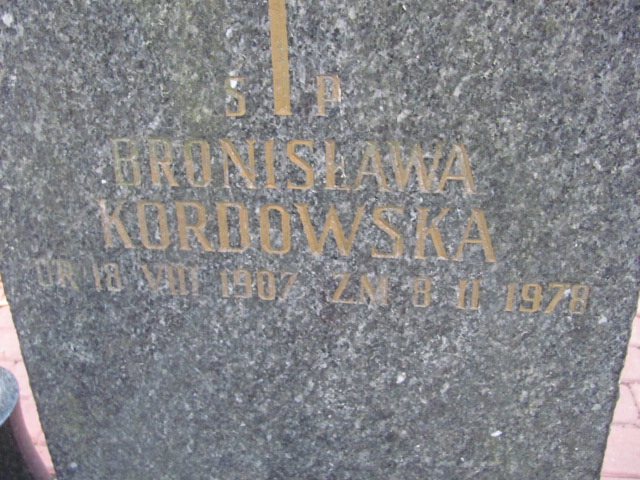 S P
BRONISŁAWA
KORDOWSKA
UR 18 VIII 1907 ZM 8 II 1978